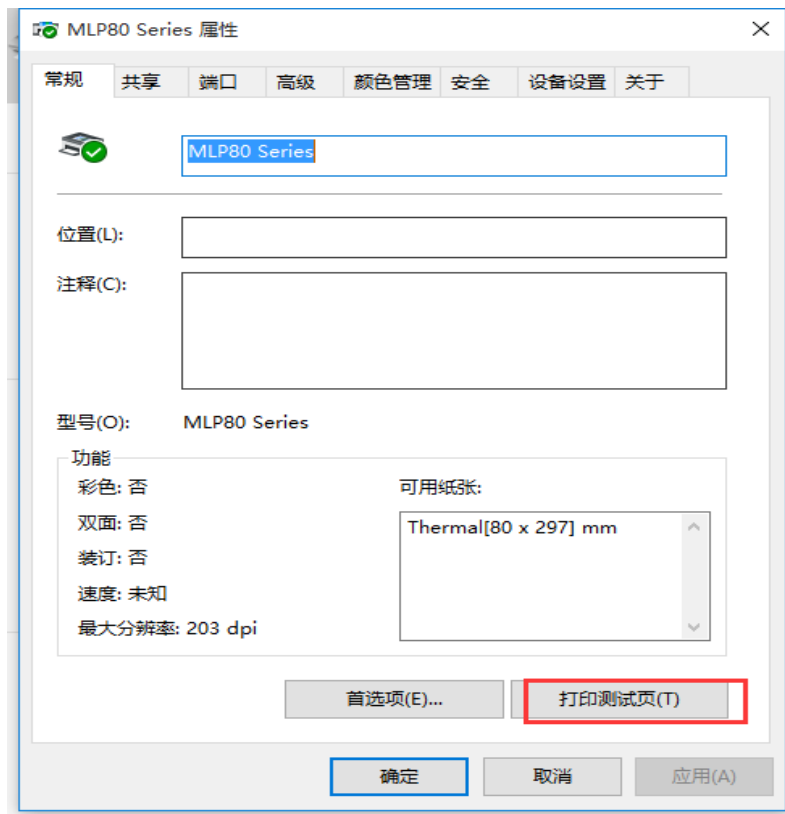 MLP80 Series 属性
常规 共享 端口 高级 颜色管理 安全 设备设置 关于
MLP80 Series
位置(L):
注释(C):
型号(O): MLP80 Series
功能
彩色: 否 可用纸张:
双面: 否 Thermal[80 x 297] mm
装订: 否
速度: 未知
最大分辨率: 203 dpi
首选项(E)... 打印测试页(T)
确定 取消 应用(A)